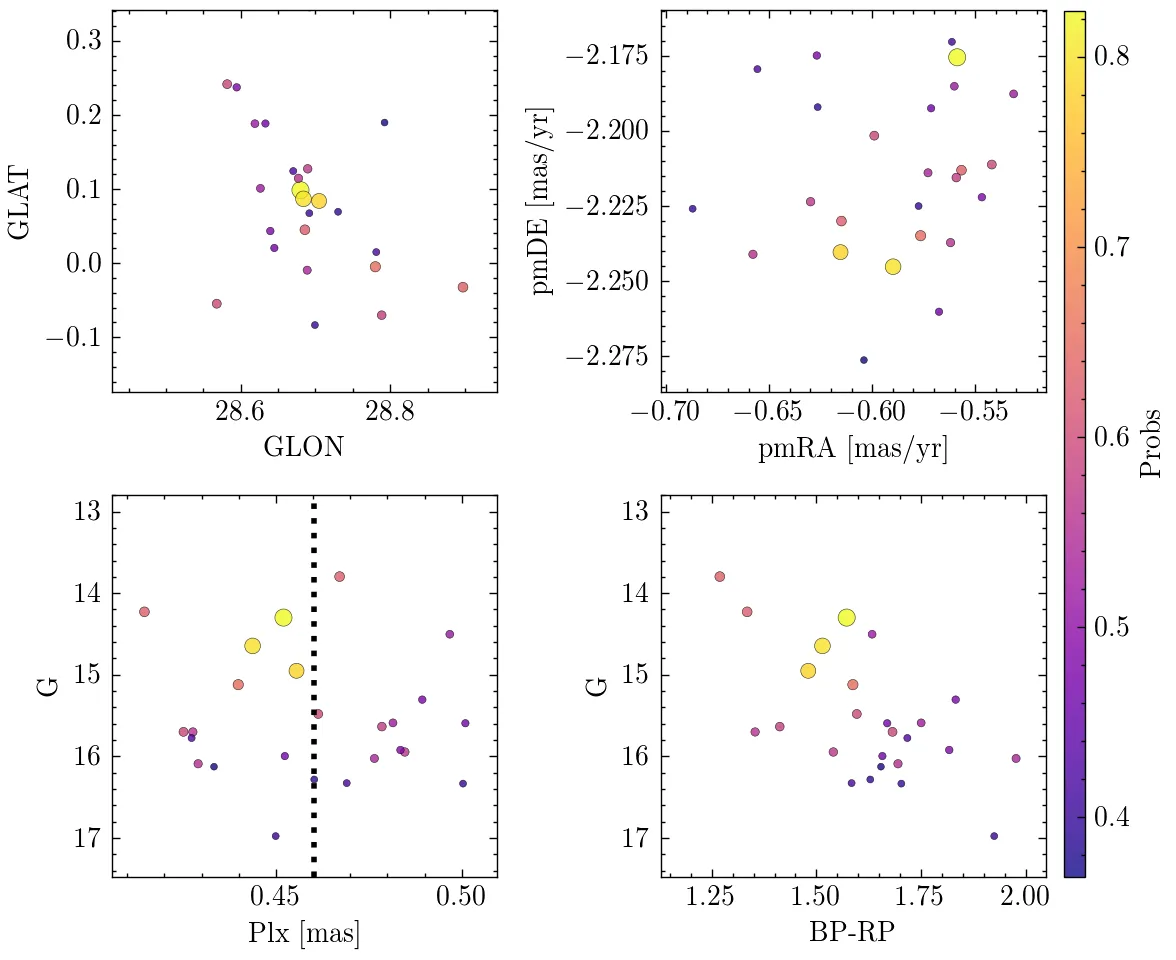 0.3
0.2
0.1
0.0
−0.1
GLAT
28.6 28.8
GLON
−2.175
−2.200
−2.225
−2.250
−2.275
pmDE [mas/yr]
−0.70 −0.65 −0.60 −0.55
pmRA [mas/yr]
0.8
0.7
0.6
0.5
0.4
Probs
13
14
15
16
17
G
0.45 0.50
Plx [mas]
13
14
15
16
17
G
1.25 1.50 1.75 2.00
BP-RP